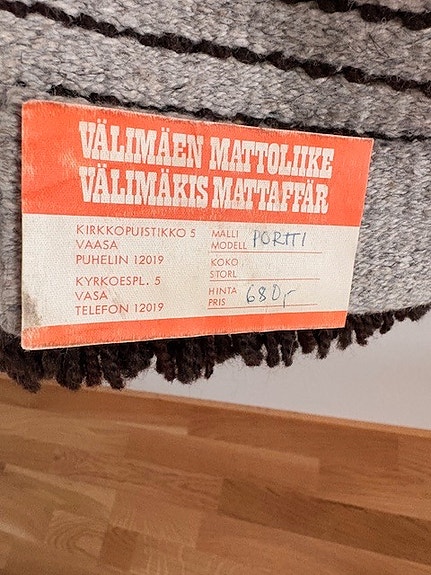 VÄLIMÄEN MATTOLIIKE
VÄLIMÄKIS MATTAFFÄR
KIRKKOPUISTIKKO 5
VAASA
PUHELIN 12019
KYRKOESPL. 5
VASA
TELEFON 12019
MALLI
MODELL PORTTI
KOKO
STORL
HINTA
PRIS 680,-